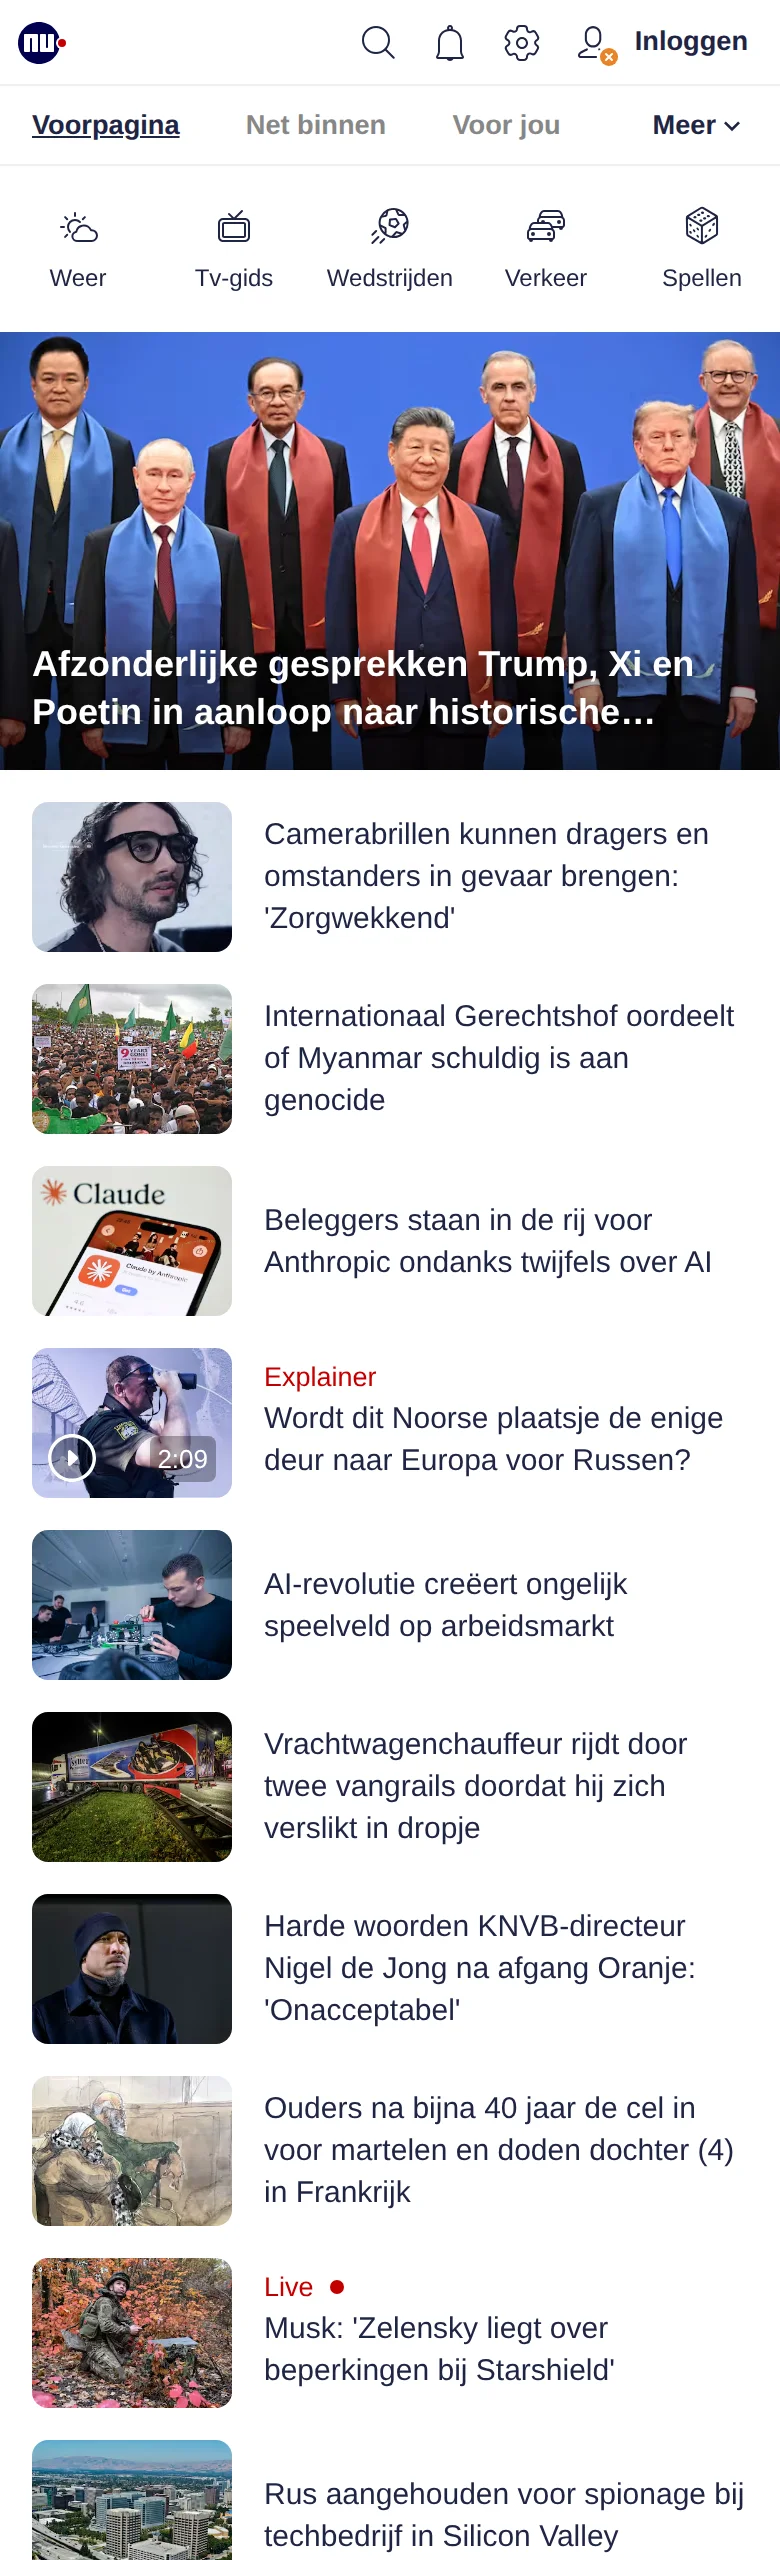 nu
Inloggen
Voorpagina
Net binnen
Voor jou
Meer
Weer
Tv-gids
Wedstrijden
Verkeer
Spellen
Afzonderlijke gesprekken Trump, Xi en
Poetin in aanloop naar historische...
Camerabrillen kunnen dragers en
omstanders in gevaar brengen:
'Zorgwekkend'
9 YEARS
Internationaal Gerechtshof oordeelt
of Myanmar schuldig is aan
genocide
Claude
Claude by Anthropic
Beleggers staan in de rij voor
Anthropic ondanks twijfels over AI
2:09
Explainer
Wordt dit Noorse plaatsje de enige
deur naar Europa voor Russen?
AI-revolutie creëert ongelijk
speelveld op arbeidsmarkt
Vrachtwagenchauffeur rijdt door
twee vangrails doordat hij zich
verslikt in dropje
Harde woorden KNVB-directeur
Nigel de Jong na afgang Oranje:
'Onacceptabel'
Ouders na bijna 40 jaar de cel in
voor martelen en doden dochter (4)
in Frankrijk
Live
Musk: 'Zelensky liegt over
beperkingen bij Starshield'
Rus aangehouden voor spionage bij
techbedrijf in Silicon Valley